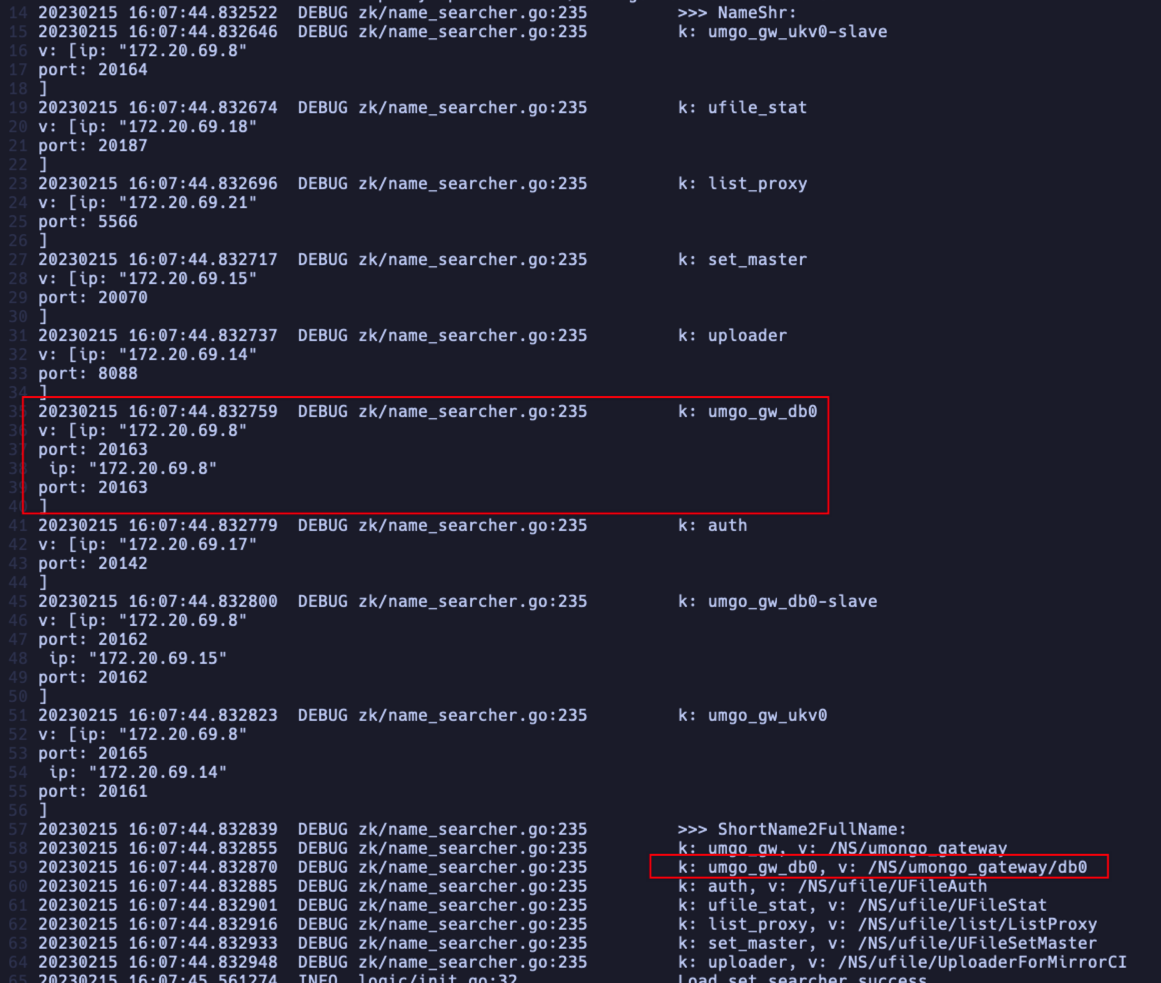 14 20230215 16:07:44.832522  DEBUG zk/name_searcher.go:235         >>> NameShr:
15 20230215 16:07:44.832646  DEBUG zk/name_searcher.go:235         k: umgo_gw_ukv0-slave
16 v: [ip: "172.20.69.8"
17 port: 20164
18 ]
19 20230215 16:07:44.832674  DEBUG zk/name_searcher.go:235         k: ufile_stat
20 v: [ip: "172.20.69.18"
21 port: 20187
22 ]
23 20230215 16:07:44.832696  DEBUG zk/name_searcher.go:235         k: list_proxy
24 v: [ip: "172.20.69.21"
25 port: 5566
26 ]
27 20230215 16:07:44.832717  DEBUG zk/name_searcher.go:235         k: set_master
28 v: [ip: "172.20.69.15"
29 port: 20070
30 ]
31 20230215 16:07:44.832737  DEBUG zk/name_searcher.go:235         k: uploader
32 v: [ip: "172.20.69.14"
33 port: 8088
34 ]
35 20230215 16:07:44.832759  DEBUG zk/name_searcher.go:235         k: umgo_gw_db0
36 v: [ip: "172.20.69.8"
37 port: 20163
38  ip: "172.20.69.8"
39 port: 20163
40 ]
41 20230215 16:07:44.832779  DEBUG zk/name_searcher.go:235         k: auth
42 v: [ip: "172.20.69.17"
43 port: 20142
44 ]
45 20230215 16:07:44.832800  DEBUG zk/name_searcher.go:235         k: umgo_gw_db0-slave
46 v: [ip: "172.20.69.8"
47 port: 20162
48  ip: "172.20.69.15"
49 port: 20162
50 ]
51 20230215 16:07:44.832823  DEBUG zk/name_searcher.go:235         k: umgo_gw_ukv0
52 v: [ip: "172.20.69.8"
53 port: 20165
54  ip: "172.20.69.14"
55 port: 20161
56 ]
57 20230215 16:07:44.832839  DEBUG zk/name_searcher.go:235         >>> ShortName2FullName:
58 20230215 16:07:44.832855  DEBUG zk/name_searcher.go:235         k: umgo_gw, v: /NS/umongo_gateway
59 20230215 16:07:44.832870  DEBUG zk/name_searcher.go:235         k: umgo_gw_db0, v: /NS/umongo_gateway/db0
60 20230215 16:07:44.832885  DEBUG zk/name_searcher.go:235         k: auth, v: /NS/ufile/UFileAuth
61 20230215 16:07:44.832901  DEBUG zk/name_searcher.go:235         k: ufile_stat, v: /NS/ufile/UFileStat
62 20230215 16:07:44.832916  DEBUG zk/name_searcher.go:235         k: list_proxy, v: /NS/ufile/list/ListProxy
63 20230215 16:07:44.832933  DEBUG zk/name_searcher.go:235         k: set_master, v: /NS/ufile/UFileSetMaster
64 20230215 16:07:44.832948  DEBUG zk/name_searcher.go:235         k: uploader, v: /NS/ufile/UploaderForMirrorCI
65 20230215 16:07:45.561274  INFO  logic/init.go:32         Load set searcher success